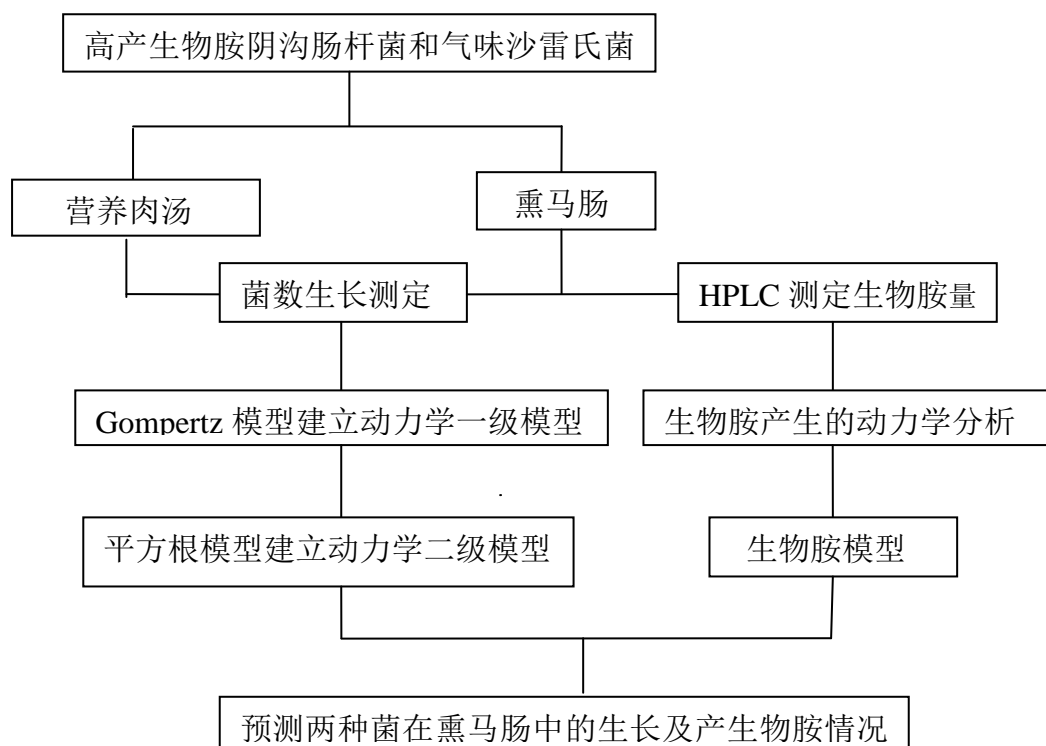 高产生物胺阴沟肠杆菌和气味沙雷氏菌
营养肉汤
熏马肠
菌数生长测定
HPLC 测定生物胺量
Gompertz 模型建立动力学一级模型
生物胺产生的动力学分析
平方根模型建立动力学二级模型
生物胺模型
预测两种菌在熏马肠中的生长及产生物胺情况